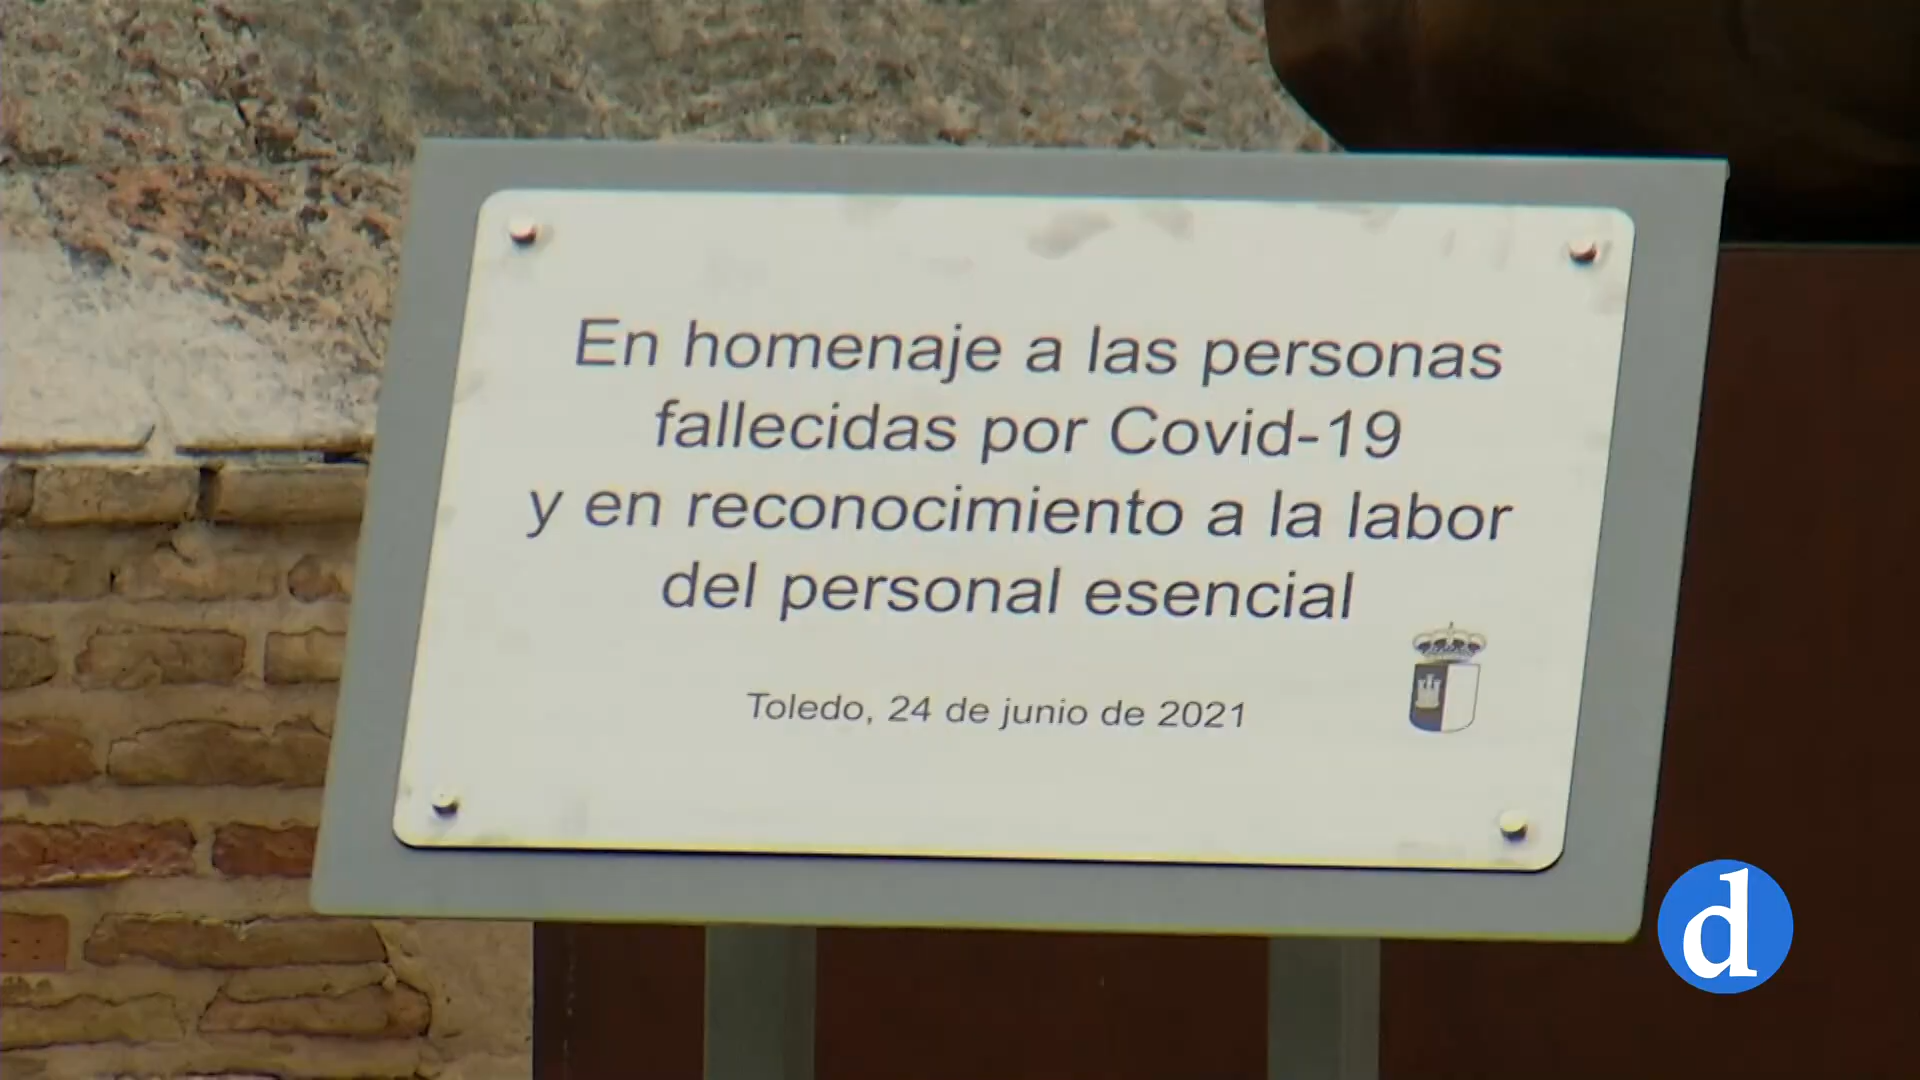 En homenaje a las personas
fallecidas por Covid-19
y en reconocimiento a la labor
del personal esencial
Toledo, 24 de junio de 2021
d